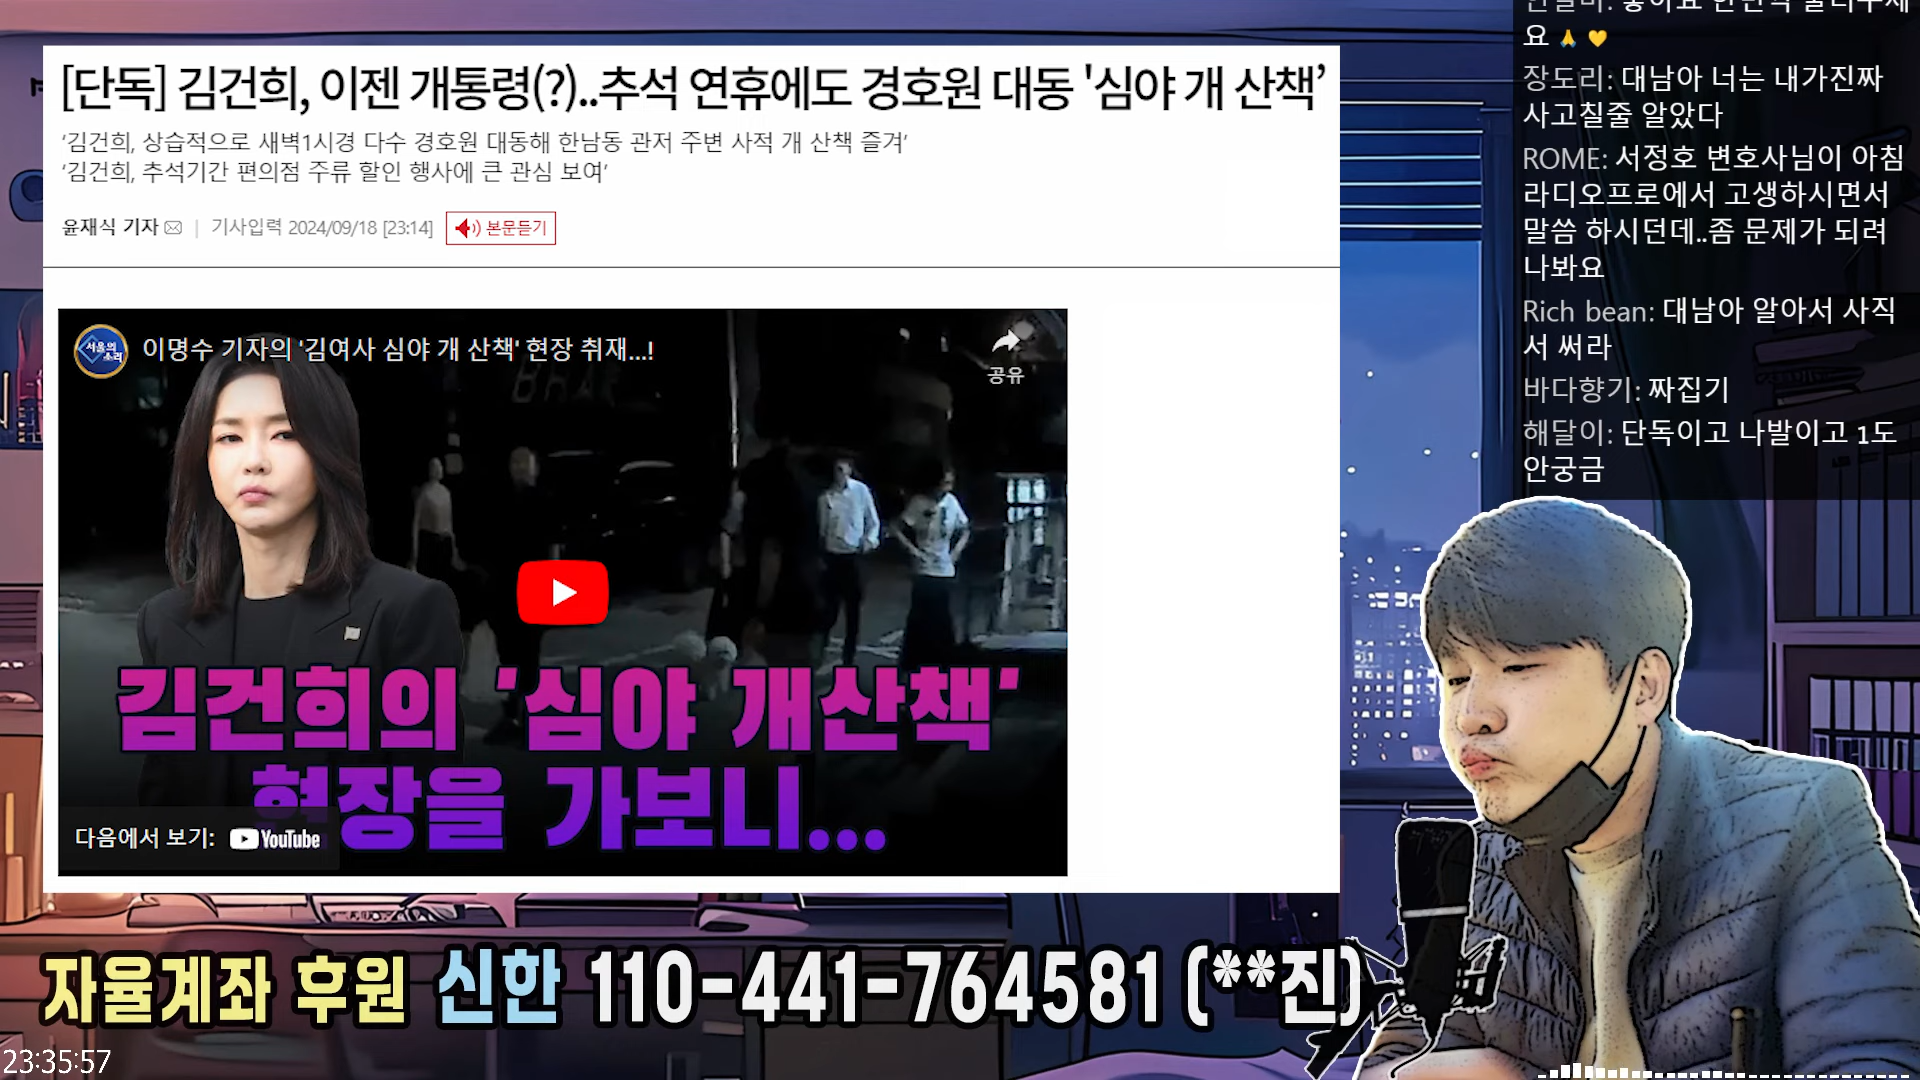 [단독] 김건희, 이젠 개통령(?)..추석 연휴에도 경호원 대동 '심야 개 산책’
‘김건희, 상습적으로 새벽1시경 다수 경호원 대동해 한남동 관저 주변 사적 개 산책 즐겨’
‘김건희, 추석기간 편의점 주류 할인 행사에 큰 관심 보여’
윤재식 기자 | 기사입력 2024/09/18 [23:14] 본문듣기
서울의
소리
이명수 기자의 '김여사 심야 개 산책' 현장 취재...!
공유
김건희의 '심야 개산책'
현장을 가보니...
다음에서 보기: YouTube
요 🙏 💛
장도리: 대남아 너는 내가진짜
사고칠줄 알았다
ROME: 서정호 변호사님이 아침
라디오프로에서 고생하시면서
말씀 하시던데..좀 문제가 되려
나봐요
Rich bean: 대남아 알아서 사직
서 써라
바다향기: 짜집기
해달이: 단독이고 나발이고 1도
안궁금
자율계좌 후원 신한 110-441-764581 (**진)
23:35:57